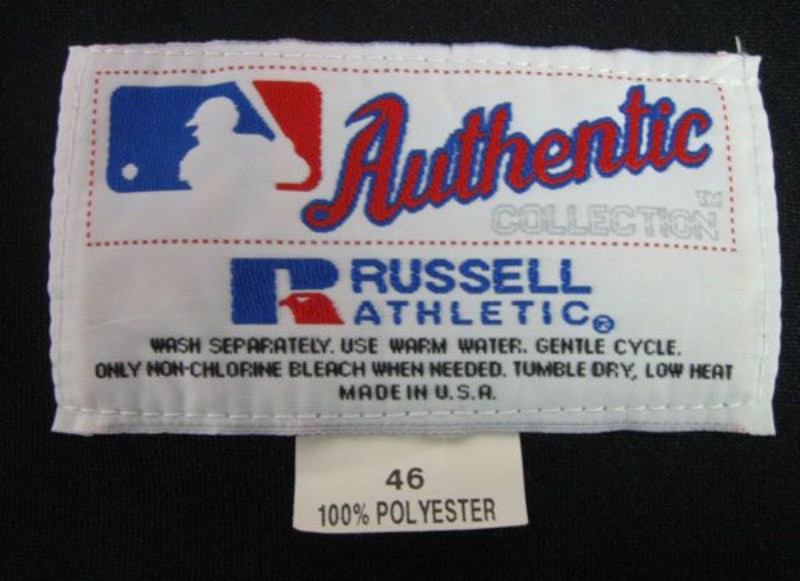 Authentic
COLLECTION™
RUSSELL
ATHLETIC®
WASH SEPARATELY. USE WARM WATER. GENTLE CYCLE.
ONLY NON-CHLORINE BLEACH WHEN NEEDED. TUMBLE DRY, LOW HEAT
MADE IN U.S.A.
46
100% POLYESTER